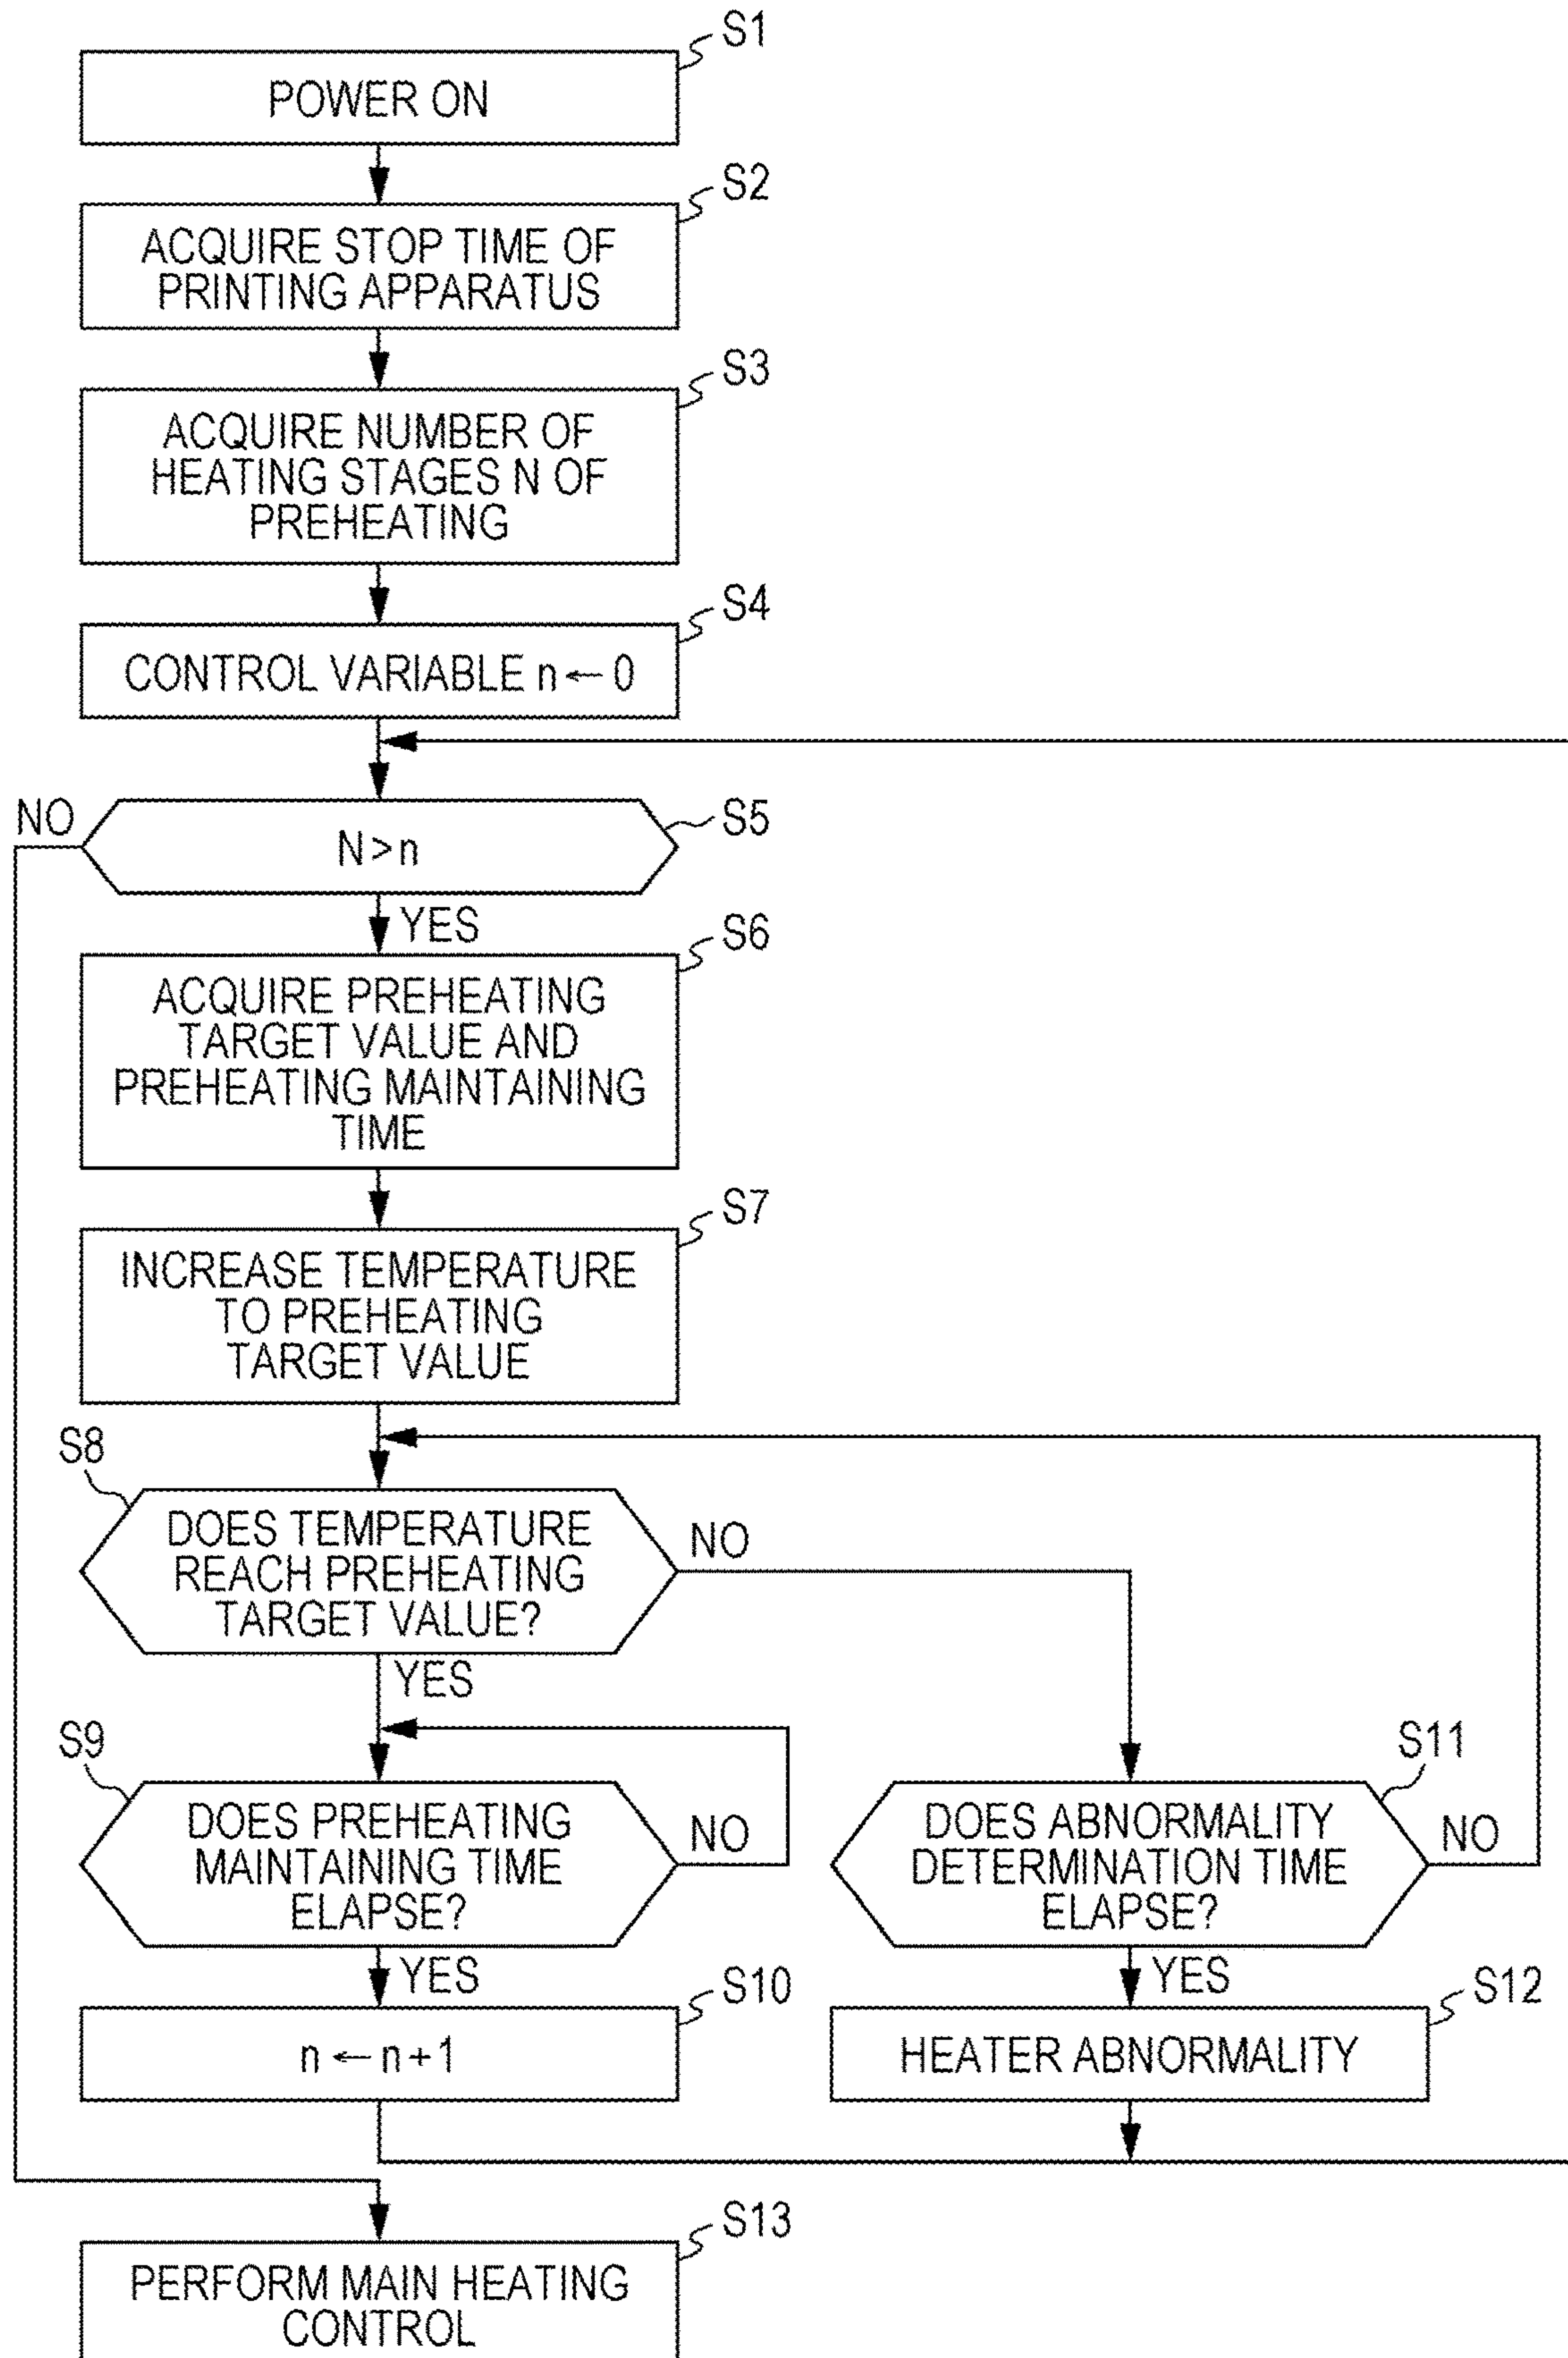 S1
POWER ON
S2
ACQUIRE STOP TIME OF
PRINTING APPARATUS
S3
ACQUIRE NUMBER OF
HEATING STAGES N OF
PREHEATING
S4
CONTROL VARIABLE n ← 0
NO
S5
N > n
YES
S6
ACQUIRE PREHEATING
TARGET VALUE AND
PREHEATING MAINTAINING
TIME
S7
INCREASE TEMPERATURE
TO PREHEATING
TARGET VALUE
S8
DOES TEMPERATURE
REACH PREHEATING
TARGET VALUE?
NO
YES
S9
DOES PREHEATING
MAINTAINING TIME
ELAPSE?
NO
S11
DOES ABNORMALITY
DETERMINATION TIME
ELAPSE?
NO
YES
YES
S10
n ← n + 1
S12
HEATER ABNORMALITY
S13
PERFORM MAIN HEATING
CONTROL